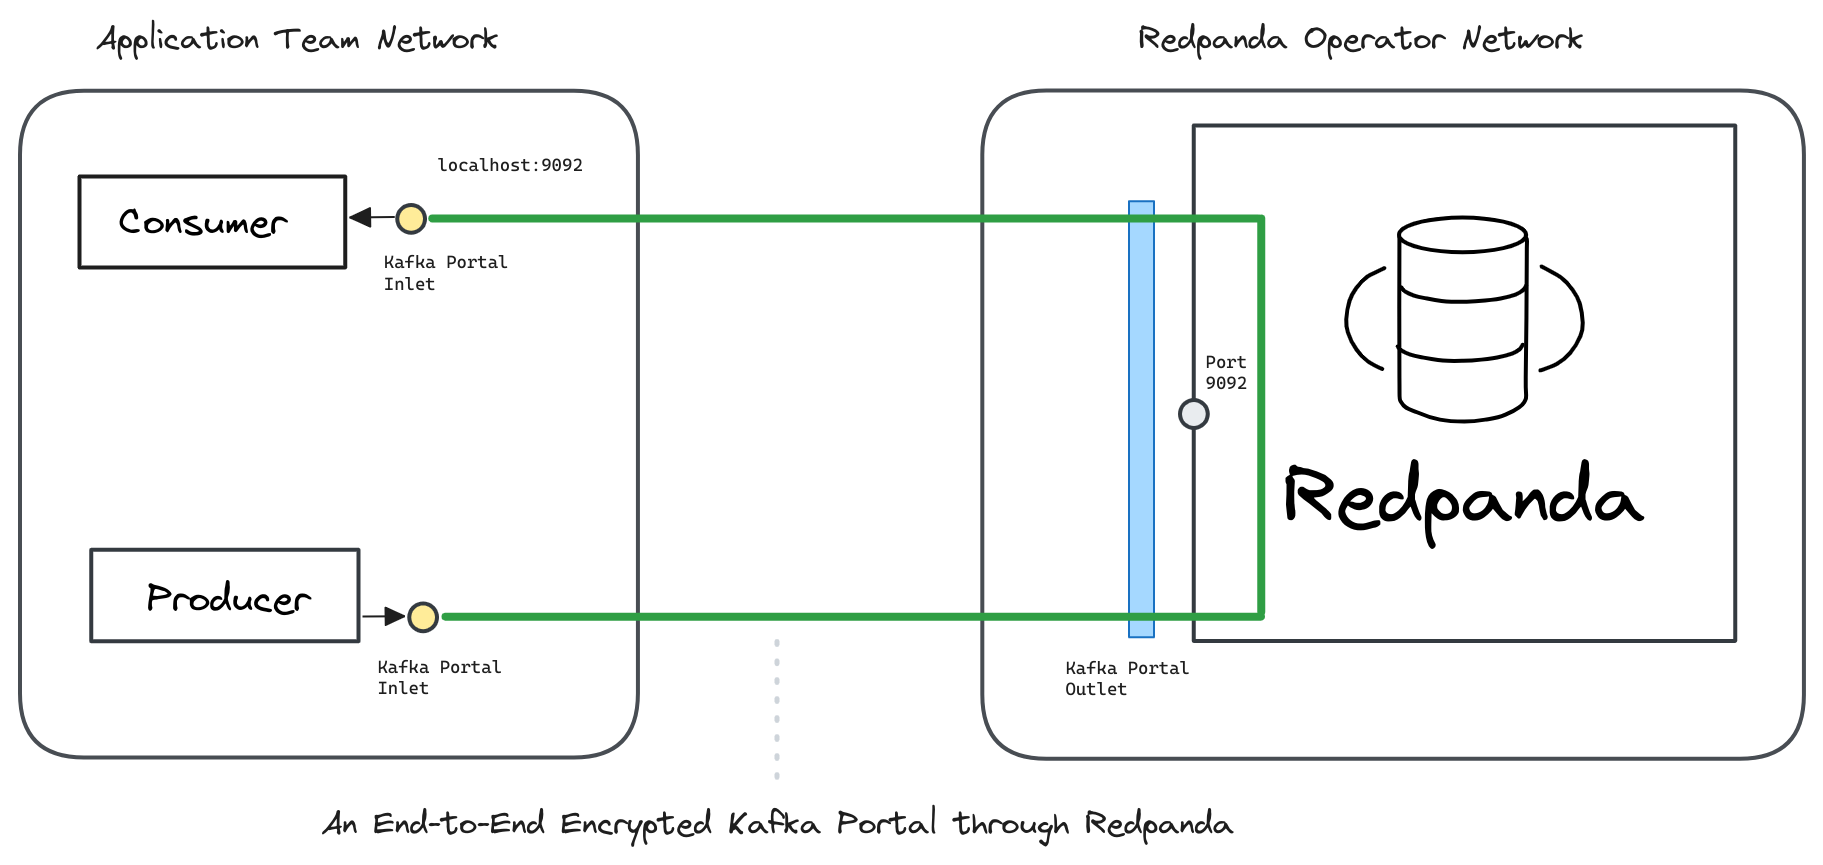 Application Team Network
Redpanda Operator Network
localhost:9092
Consumer
Kafka Portal
Inlet
Port
9092
Redpanda
Producer
Kafka Portal
Inlet
Kafka Portal
Outlet
An End-to-End Encrypted Kafka Portal through Redpanda